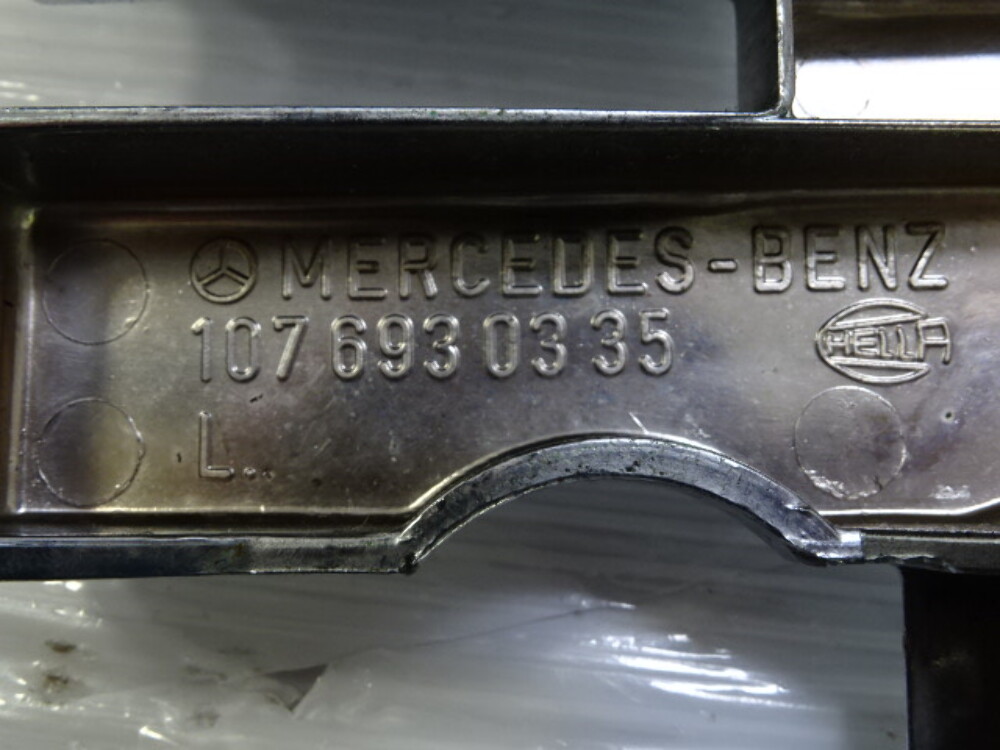 MERCEDES-BENZ
107 693 03 35
HELLA
L..